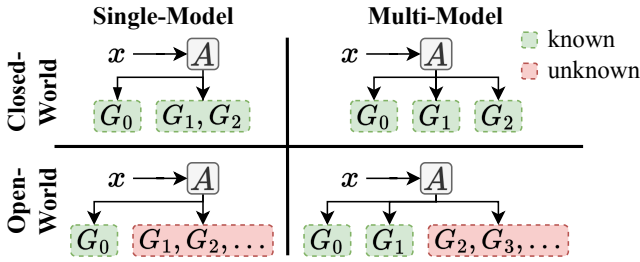 Single-Model
Multi-Model
known
unknown
Closed-
World
x A
G₀ G₁, G₂
x A
G₀ G₁ G₂
Open-
World
x A
G₀ G₁, G₂, ...
x A
G₀ G₁ G₂, G₃, ...